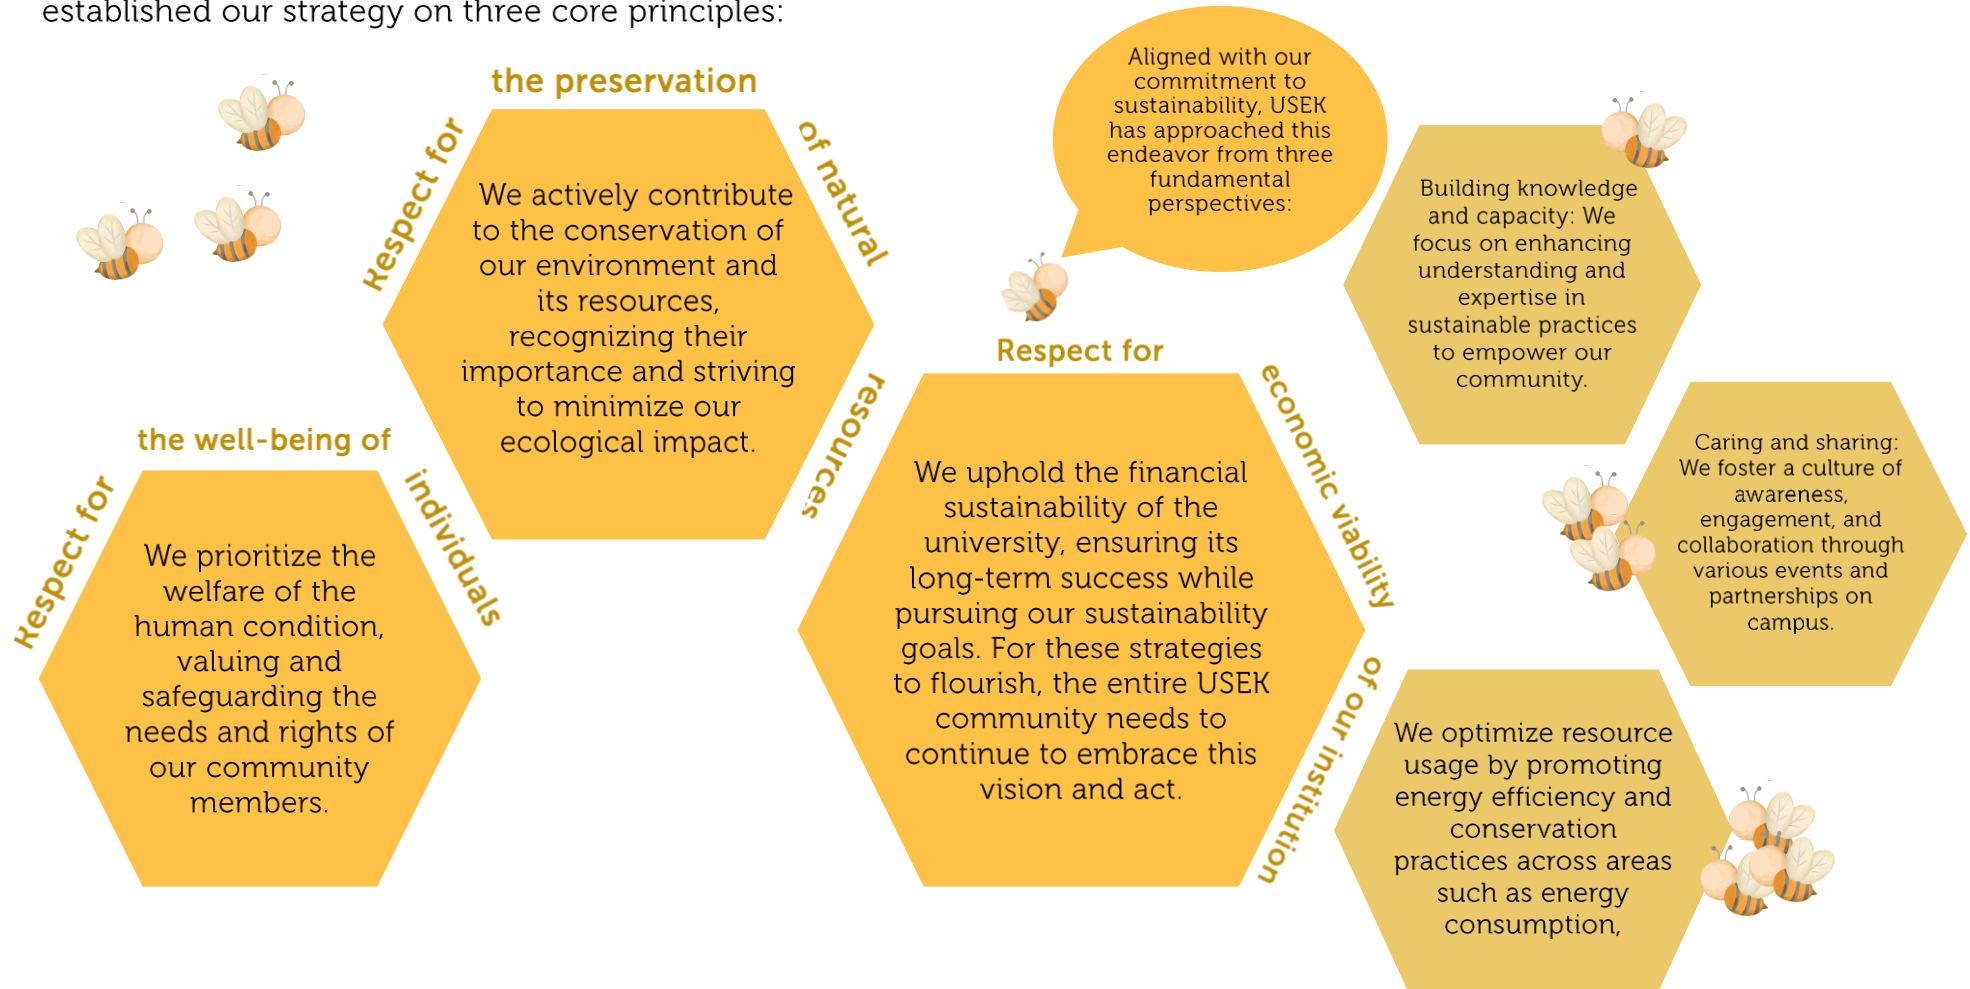 established our strategy on three core principles:
Respect for
the well-being of
individuals
We prioritize the
welfare of the
human condition,
valuing and
safeguarding the
needs and rights of
our community
members.
Respect for
the preservation
of natural
resources
We actively contribute
to the conservation of
our environment and
its resources,
recognizing their
importance and striving
to minimize our
ecological impact.
Respect for
economic viability
of our institution
We uphold the financial
sustainability of the
university, ensuring its
long-term success while
pursuing our sustainability
goals. For these strategies
to flourish, the entire USEK
community needs to
continue to embrace this
vision and act.
Aligned with our
commitment to
sustainability, USEK
has approached this
endeavor from three
fundamental
perspectives:
Building knowledge
and capacity: We
focus on enhancing
understanding and
expertise in
sustainable practices
to empower our
community.
Caring and sharing:
We foster a culture of
awareness,
engagement, and
collaboration through
various events and
partnerships on
campus.
We optimize resource
usage by promoting
energy efficiency and
conservation
practices across areas
such as energy
consumption,